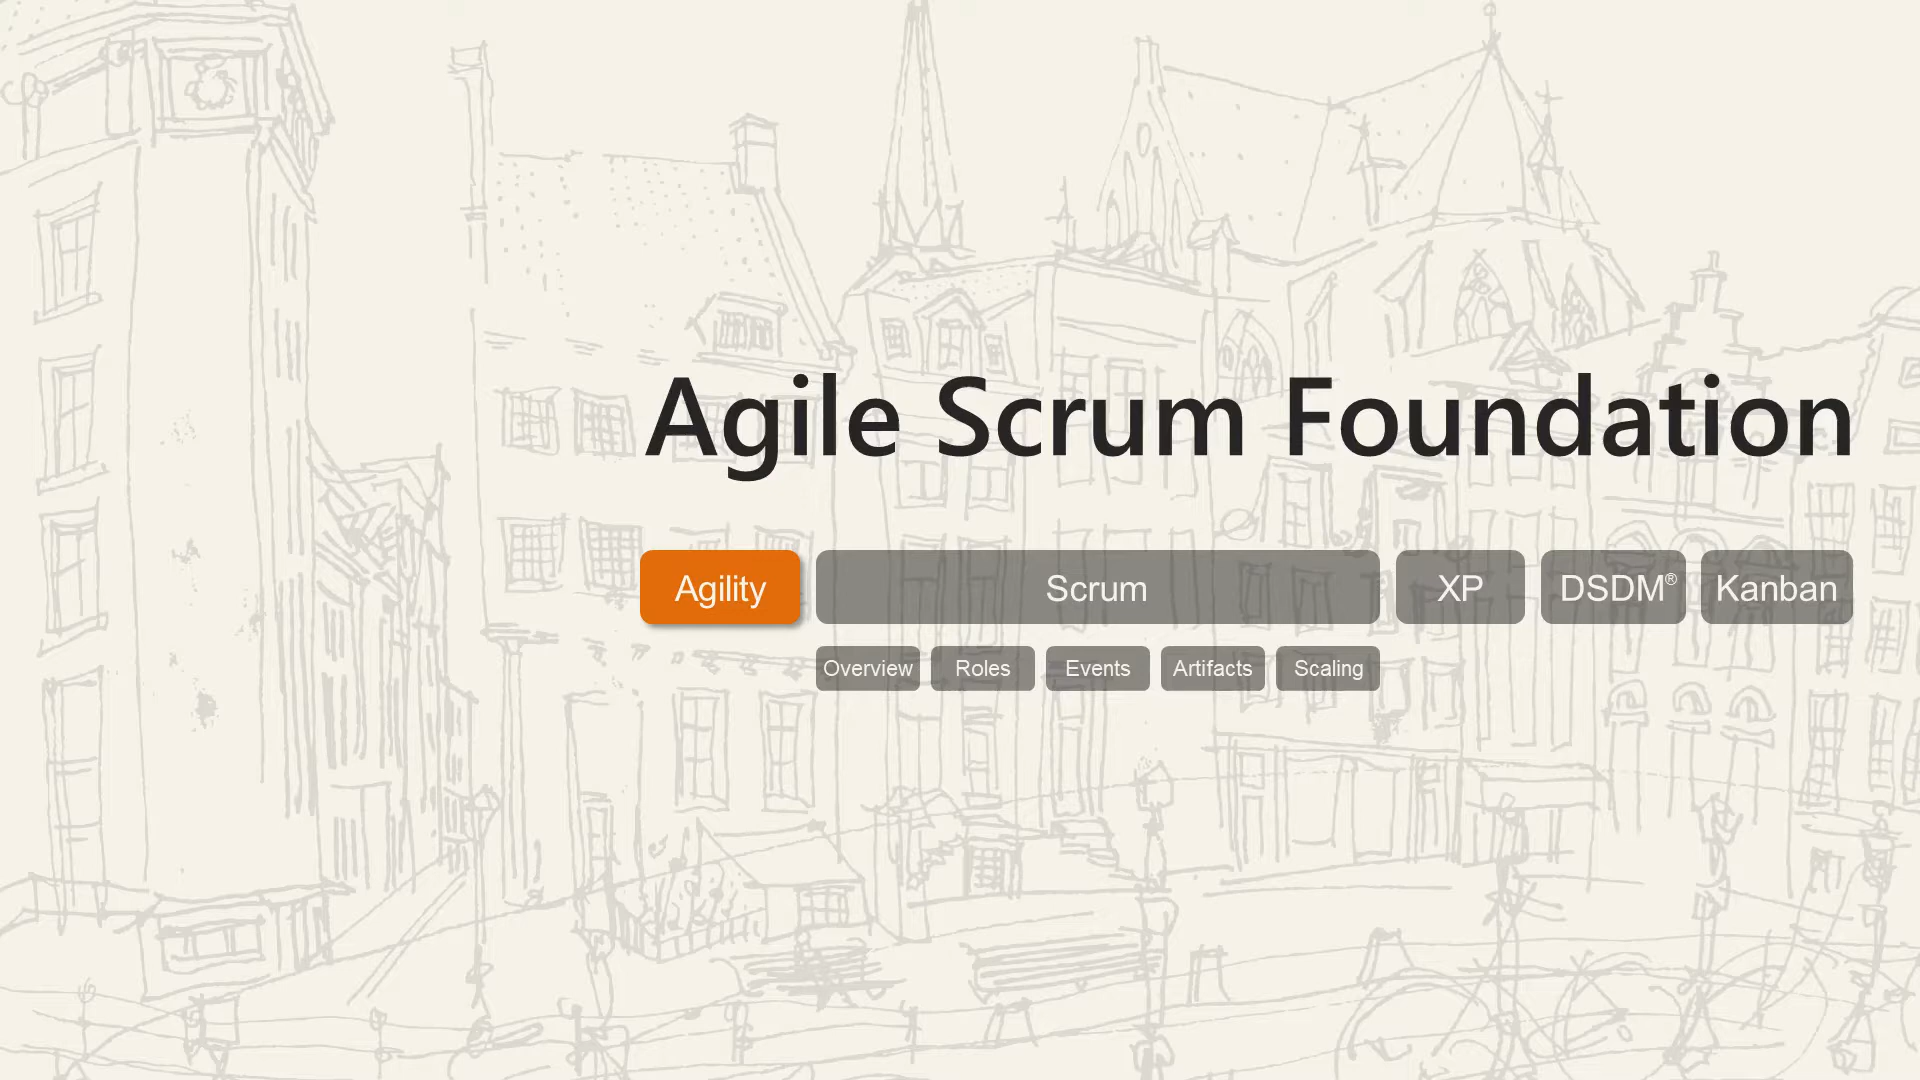 Agile Scrum Foundation
Agility Scrum XP DSDM® Kanban
Overview Roles Events Artifacts Scaling